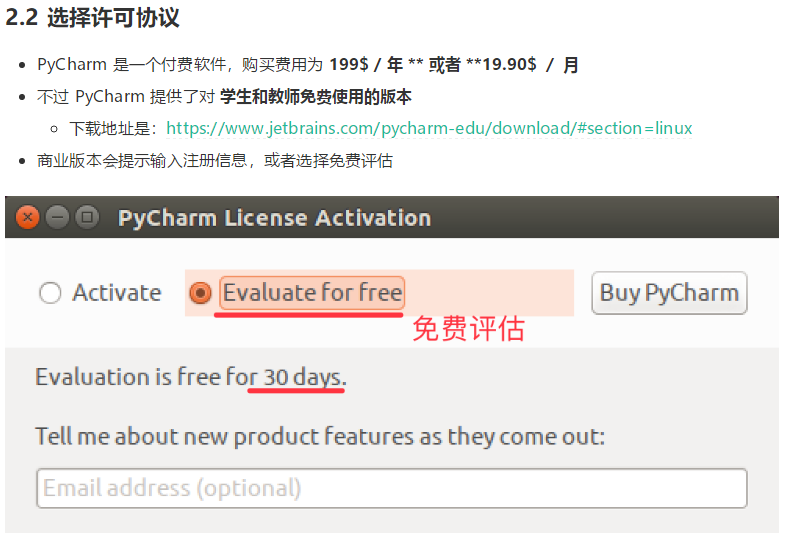 2.2 选择许可协议
PyCharm 是一个付费软件，购买费用为 199$ / 年 ** 或者 **19.90$ / 月
不过 PyCharm 提供了对 学生和教师免费使用的版本
下载地址是：https://www.jetbrains.com/pycharm-edu/download/#section=linux
商业版本会提示输入注册信息，或者选择免费评估
PyCharm License Activation
Activate Evaluate for free Buy PyCharm
免费评估
Evaluation is free for 30 days.
Tell me about new product features as they come out:
Email address (optional)